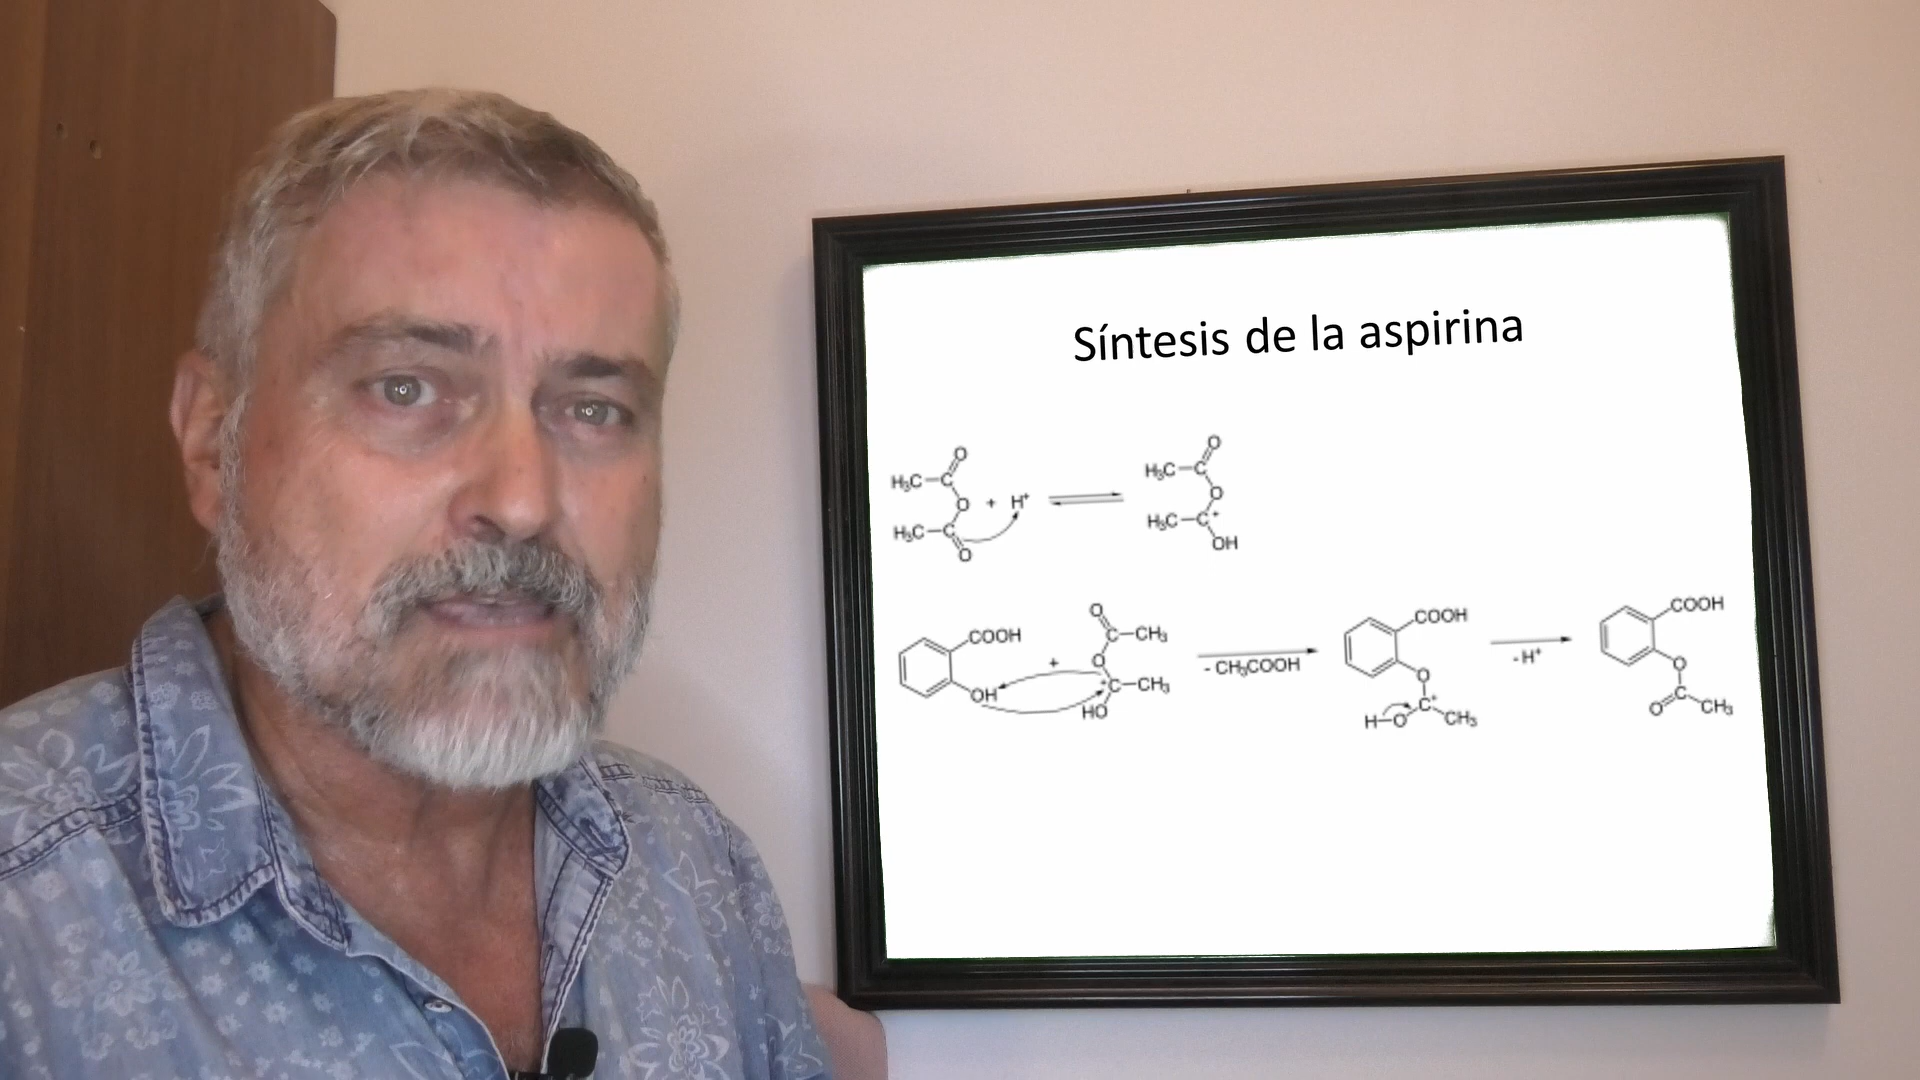 Síntesis de la aspirina
O
H₃C–C
O + H⁺
H₃C–C
O
O
H₃C–C
O
H₃C–C⁺
OH
COOH
OH
+
O
C–CH₃
O
⁺C–CH₃
HO
- CH₃COOH
COOH
O
C⁺
H–O
CH₃
- H⁺
COOH
O
C
O
CH₃